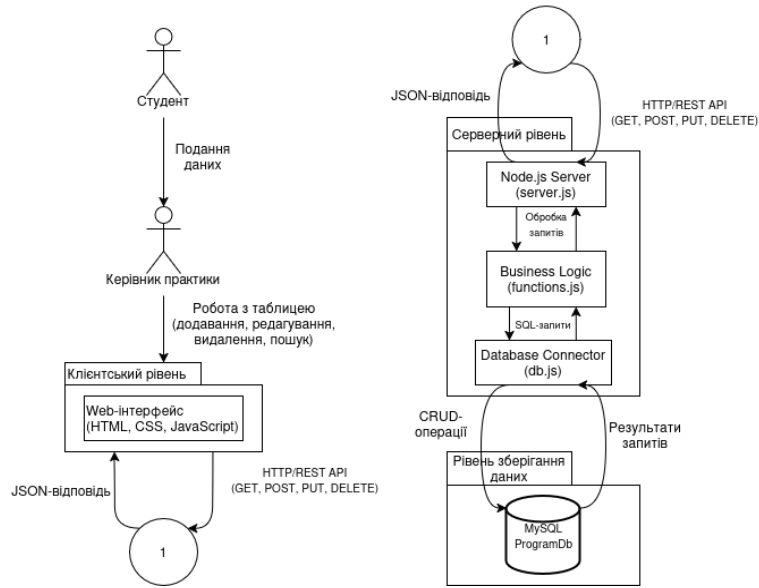 Студент
Подання
даних
Керівник практики
Робота з таблицею
(додавання, редагування,
видалення, пошук)
Клієнтський рівень
Web-інтерфейс
(HTML, CSS, JavaScript)
JSON-відповідь
HTTP/REST API
(GET, POST, PUT, DELETE)
1
1
JSON-відповідь
HTTP/REST API
(GET, POST, PUT, DELETE)
Серверний рівень
Node.js Server
(server.js)
Обробка
запитів
Business Logic
(functions.js)
SQL-запити
Database Connector
(db.js)
CRUD-
операції
Результати
запитів
Рівень зберігання
даних
MySQL
ProgramDb